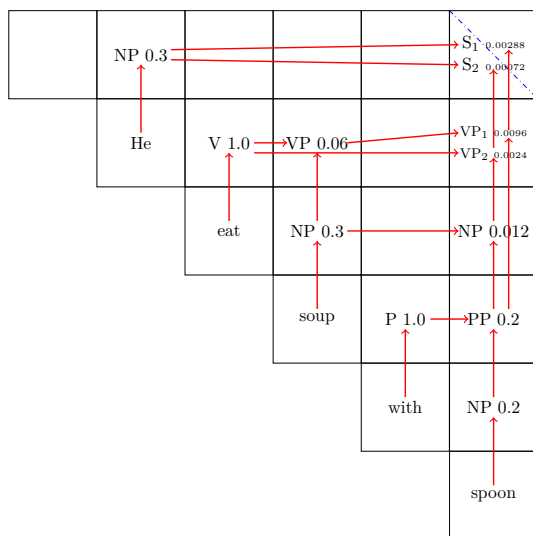 NP 0.3 S₁ 0.00288
S₂ 0.00072
He V 1.0 VP 0.06 VP₁ 0.0096
VP₂ 0.0024
eat NP 0.3 NP 0.012
soup P 1.0 PP 0.2
with NP 0.2
spoon